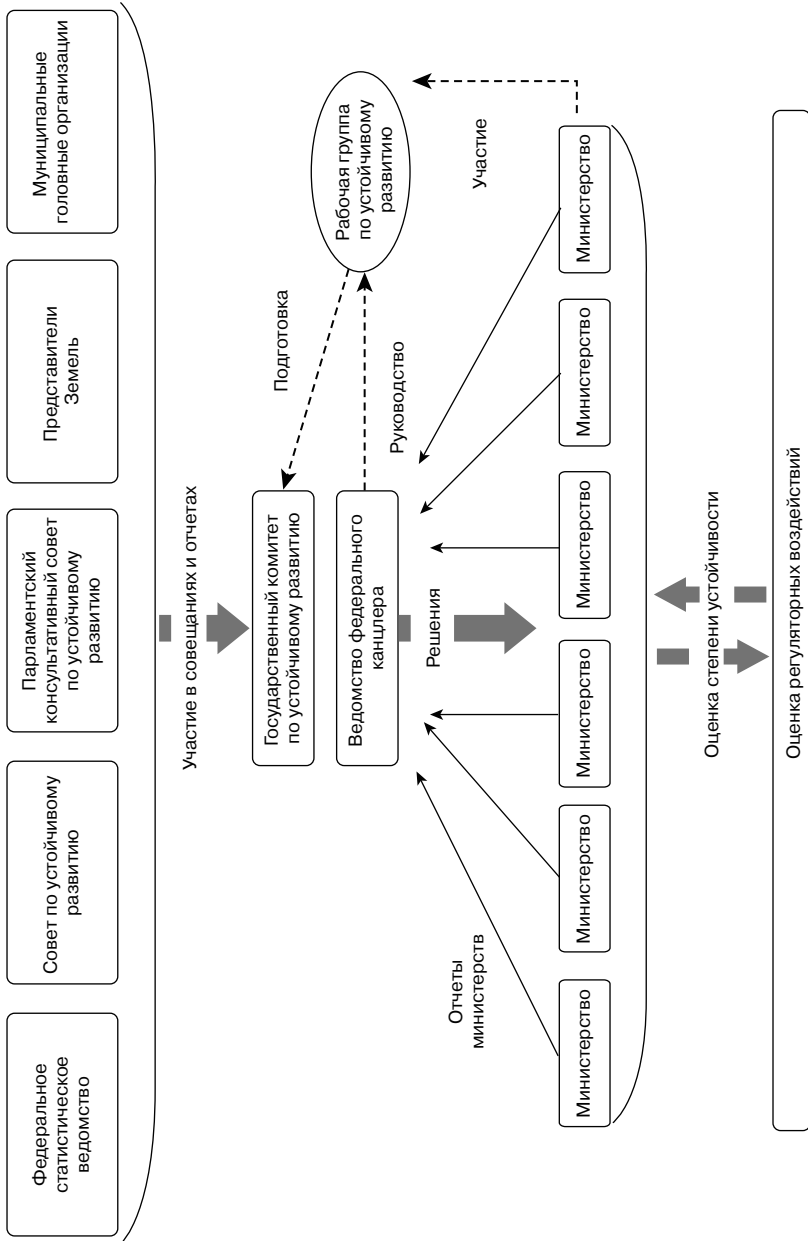 Федеральное
статистическое
ведомство
Совет по устойчивому
развитию
Парламентский
консультативный совет
по устойчивому
развитию
Представители
Земель
Муниципальные
головные организации
Участие в совещаниях и отчетах
Государственный комитет
по устойчивому развитию
Подготовка
Рабочая группа
по устойчивому
развитию
Ведомство федерального
канцлера
Руководство
Решения
Отчеты
министерств
Участие
Министерство
Министерство
Министерство
Министерство
Министерство
Министерство
Оценка степени устойчивости
Оценка регуляторных воздействий